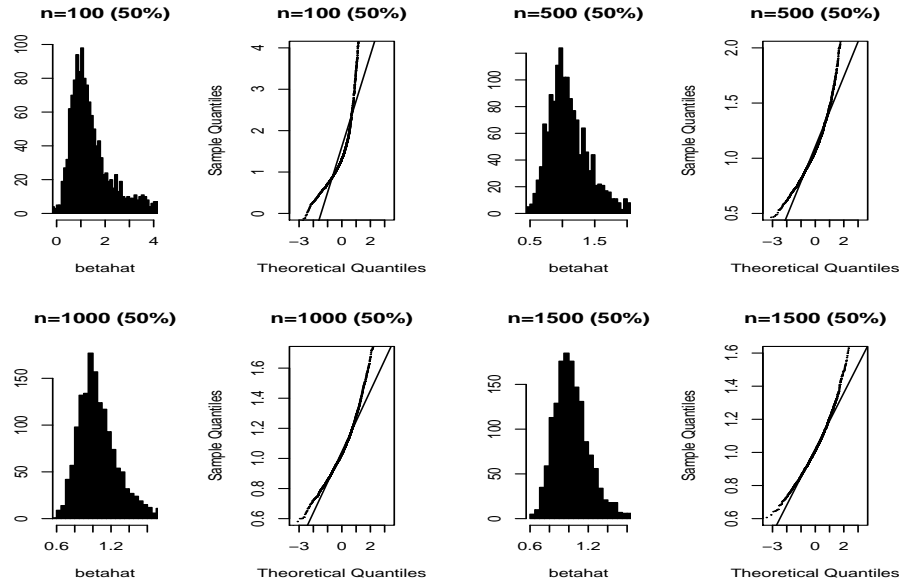 n=100 (50%)
n=100 (50%)
n=500 (50%)
n=500 (50%)
0 20 40 60 80 100
0 2 4
betahat
Sample Quantiles
0 1 2 3 4
−3 0 2
Theoretical Quantiles
0 20 60 100
0.5 1.5
betahat
Sample Quantiles
0.5 1.0 1.5 2.0
−3 0 2
Theoretical Quantiles
n=1000 (50%)
n=1000 (50%)
n=1500 (50%)
n=1500 (50%)
0 50 100 150
0.6 1.2
betahat
Sample Quantiles
0.6 0.8 1.0 1.2 1.4 1.6
−3 0 2
Theoretical Quantiles
0 50 100 150
0.6 1.2
betahat
Sample Quantiles
0.6 0.8 1.0 1.2 1.4 1.6
−3 0 2
Theoretical Quantiles